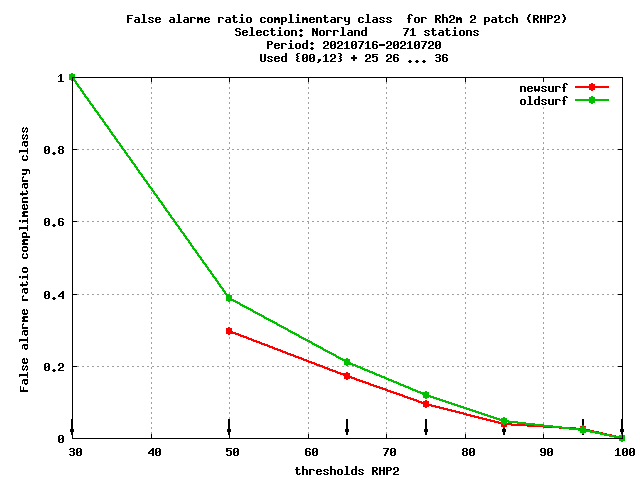 False alarme ratio complimentary class  for Rh2m 2 patch (RHP2)
Selection: Norrland     71 stations
Period: 20210716-20210720
Used {00,12} + 25 26 ... 36
newsurf
oldsurf
False alarme ratio complimentary class
1
0.8
0.6
0.4
0.2
0
30 40 50 60 70 80 90 100
thresholds RHP2